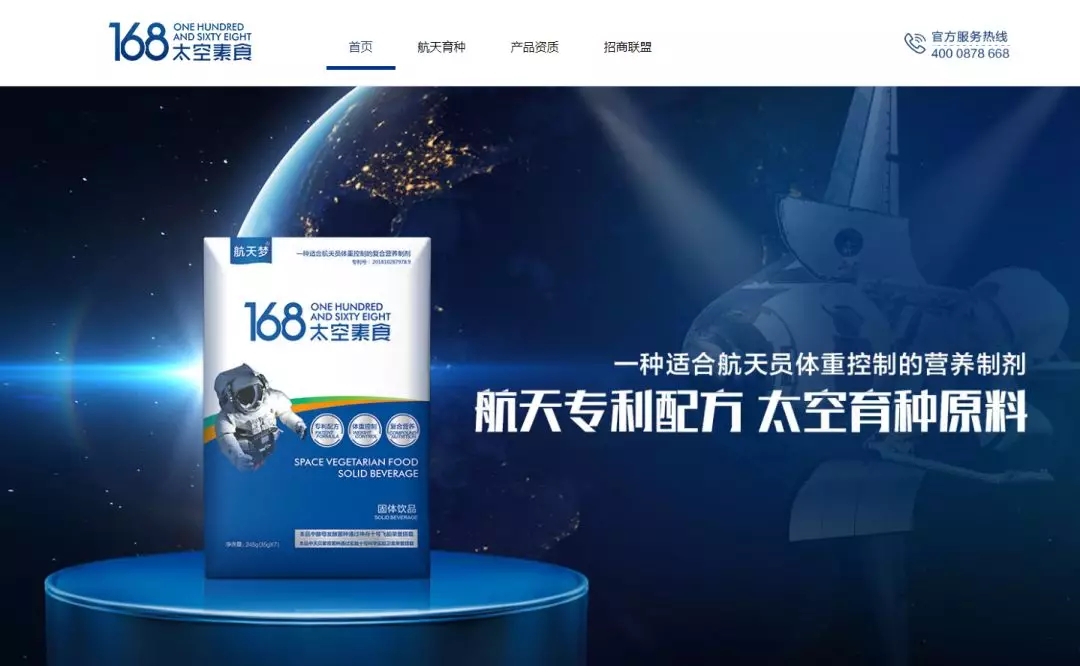 168 ONE HUNDRED
AND SIXTY EIGHT
太空素食
首页
航天育种
产品资质
招商联盟
官方服务热线
400 0878 668
航天梦
一种适合航天员体重控制的复合营养制剂
专利号：
168 ONE HUNDRED
AND SIXTY EIGHT
太空素食
专利配方
PATENT
FORMULA
体重控制
WEIGHT
CONTROL
复合营养
COMPOUND
NUTRITION
SPACE VEGETARIAN FOOD
SOLID BEVERAGE
固体饮品
SOLID BEVERAGE
净含量：245g(35g*7)
一种适合航天员体重控制的营养制剂
航天专利配方 太空育种原料